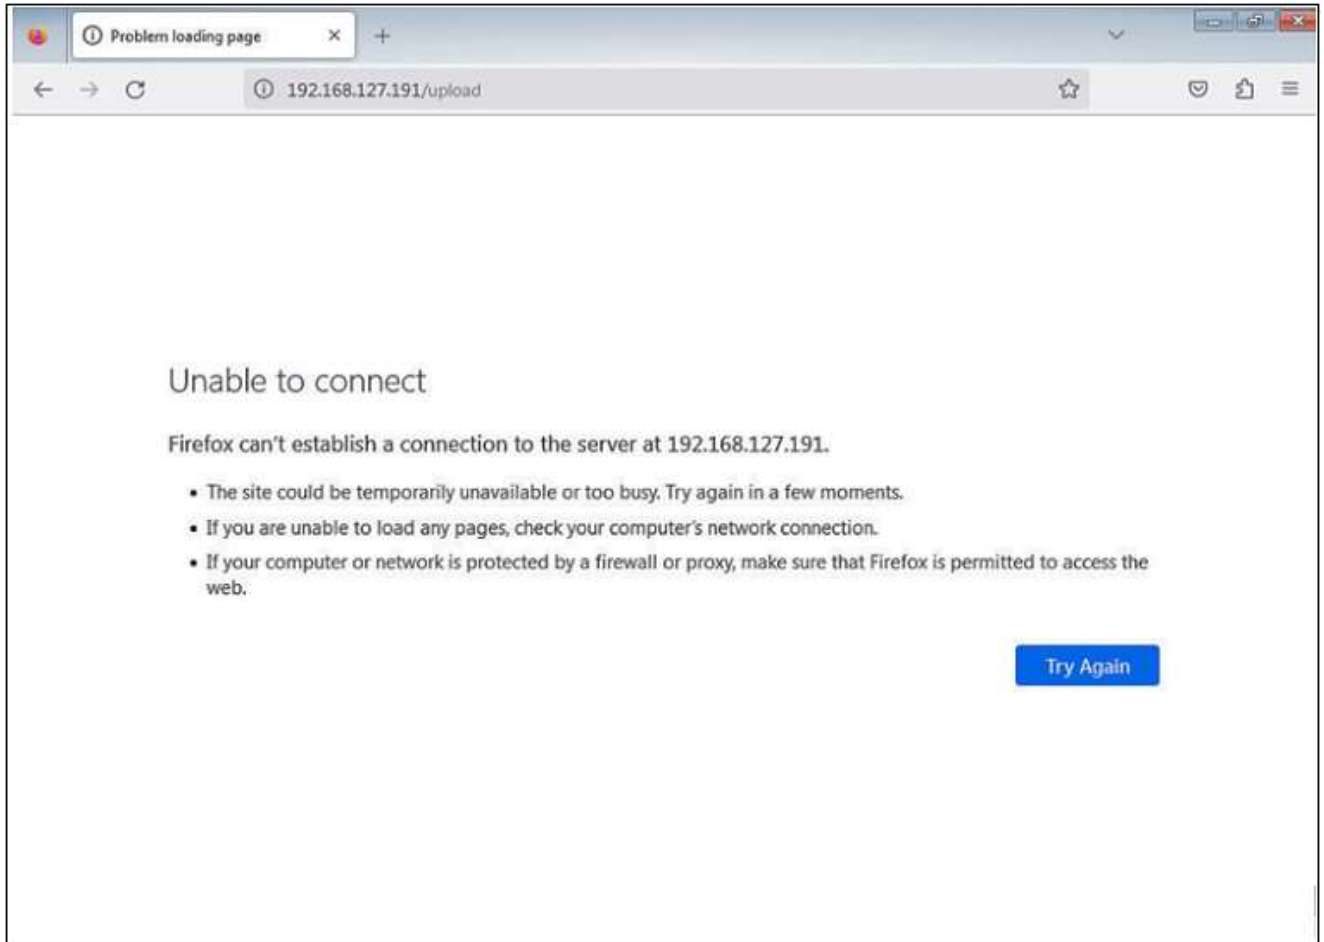 Problem loading page
192.168.127.191/upload
Unable to connect
Firefox can't establish a connection to the server at 192.168.127.191.
• The site could be temporarily unavailable or too busy. Try again in a few moments.
• If you are unable to load any pages, check your computer's network connection.
• If your computer or network is protected by a firewall or proxy, make sure that Firefox is permitted to access the
web.
Try Again